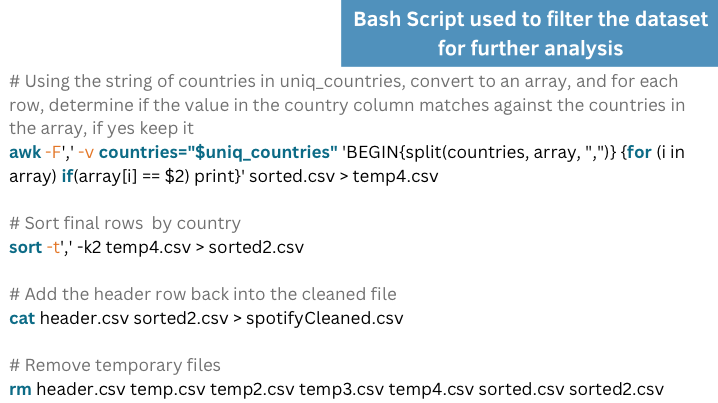 Bash Script used to filter the dataset
for further analysis
# Using the string of countries in uniq_countries, convert to an array, and for each
row, determine if the value in the country column matches against the countries in
the array, if yes keep it
awk -F',' -v countries="$uniq_countries" 'BEGIN{split(countries, array, ",")} {for (i in
array) if(array[i] == $2) print}' sorted.csv > temp4.csv
# Sort final rows  by country
sort -t',' -k2 temp4.csv > sorted2.csv
# Add the header row back into the cleaned file
cat header.csv sorted2.csv > spotifyCleaned.csv
# Remove temporary files
rm header.csv temp.csv temp2.csv temp3.csv temp4.csv sorted.csv sorted2.csv